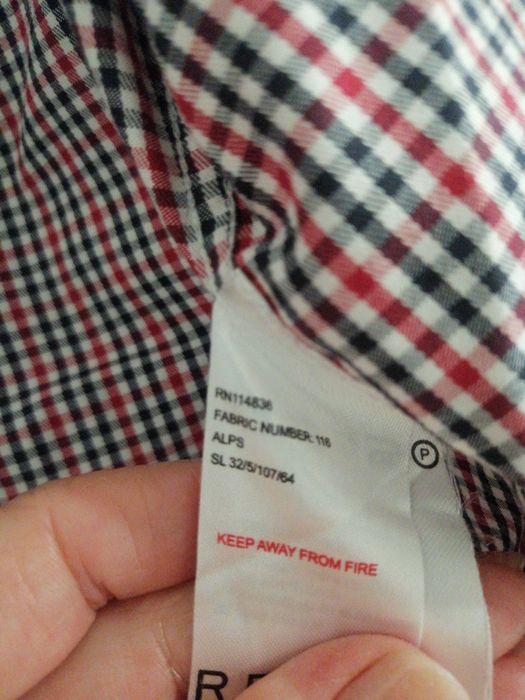 RN114836
FABRIC NUMBER: 116
ALPS
SL 32/5/107/64
P
KEEP AWAY FROM FIRE
R